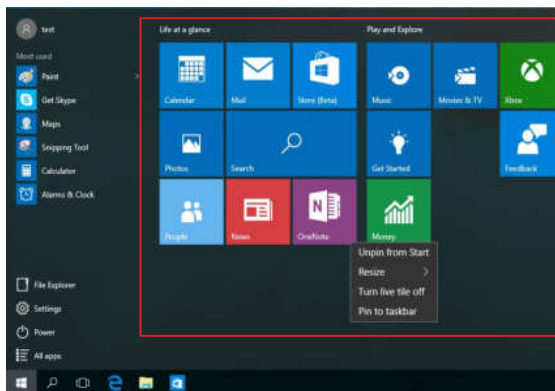 test
Most used
Paint
Get Skype
Maps
Snipping Tool
Calculator
Alarms & Clock
File Explorer
Settings
Power
All apps
Life at a glance
Calendar
Mail
Store (Beta)
Photos
Search
People
News
OneNote
Play and Explore
Music
Movies & TV
Xbox
Get Started
Feedback
Money
Unpin from Start
Resize
Turn live tile off
Pin to taskbar